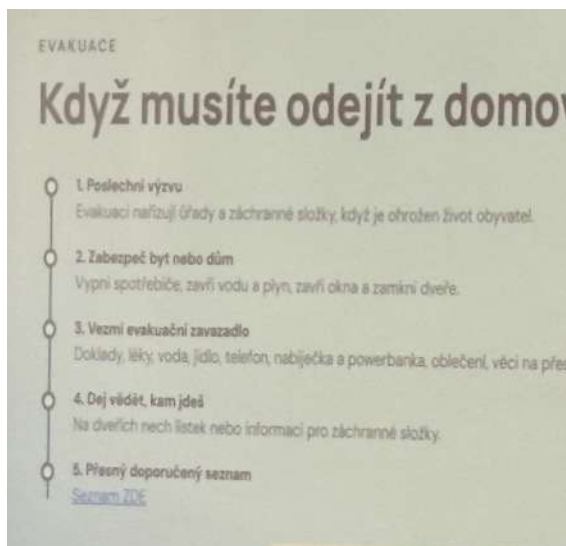 EVAKUACE
Když musíte odejít z domov
1. Poslechni výzvu
Evakuaci nařizují úřady a záchranné složky, když je ohrožen život obyvatel.
2. Zabezpeč byt nebo dům
Vypni spotřebiče, zavři vodu a plyn, zavři okna a zamkni dveře.
3. Vezmi evakuační zavazadlo
Doklady, léky, voda, jídlo, telefon, nabíječka a powerbanka, oblečení, věci na přes
4. Dej vědět, kam jdeš
Na dveřích nech lístek nebo informaci pro záchranné složky.
5. Přesný doporučený seznam
Seznam ZDE